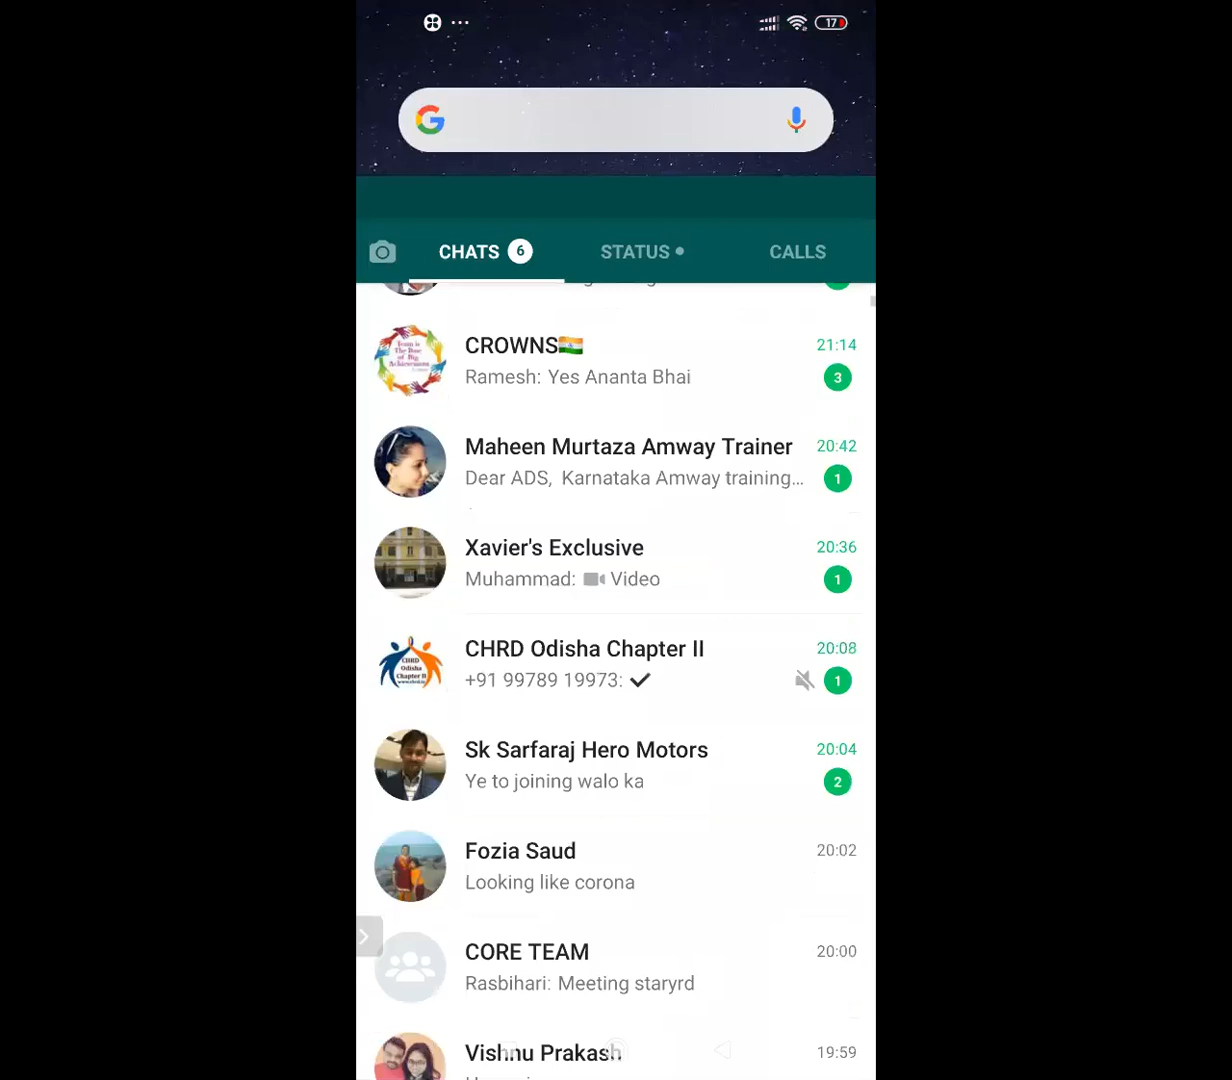 17
CHATS 6 STATUS CALLS
CROWNS🇮🇳 21:14
Ramesh: Yes Ananta Bhai 3
Maheen Murtaza Amway Trainer 20:42
Dear ADS, Karnataka Amway training... 1
Xavier's Exclusive 20:36
Muhammad: Video 1
CHRD Odisha Chapter II 20:08
+91 99789 19973: ✔ 1
Sk Sarfaraj Hero Motors 20:04
Ye to joining walo ka 2
Fozia Saud 20:02
Looking like corona
CORE TEAM 20:00
Rasbihari: Meeting staryrd
Vishnu Prakash 19:59